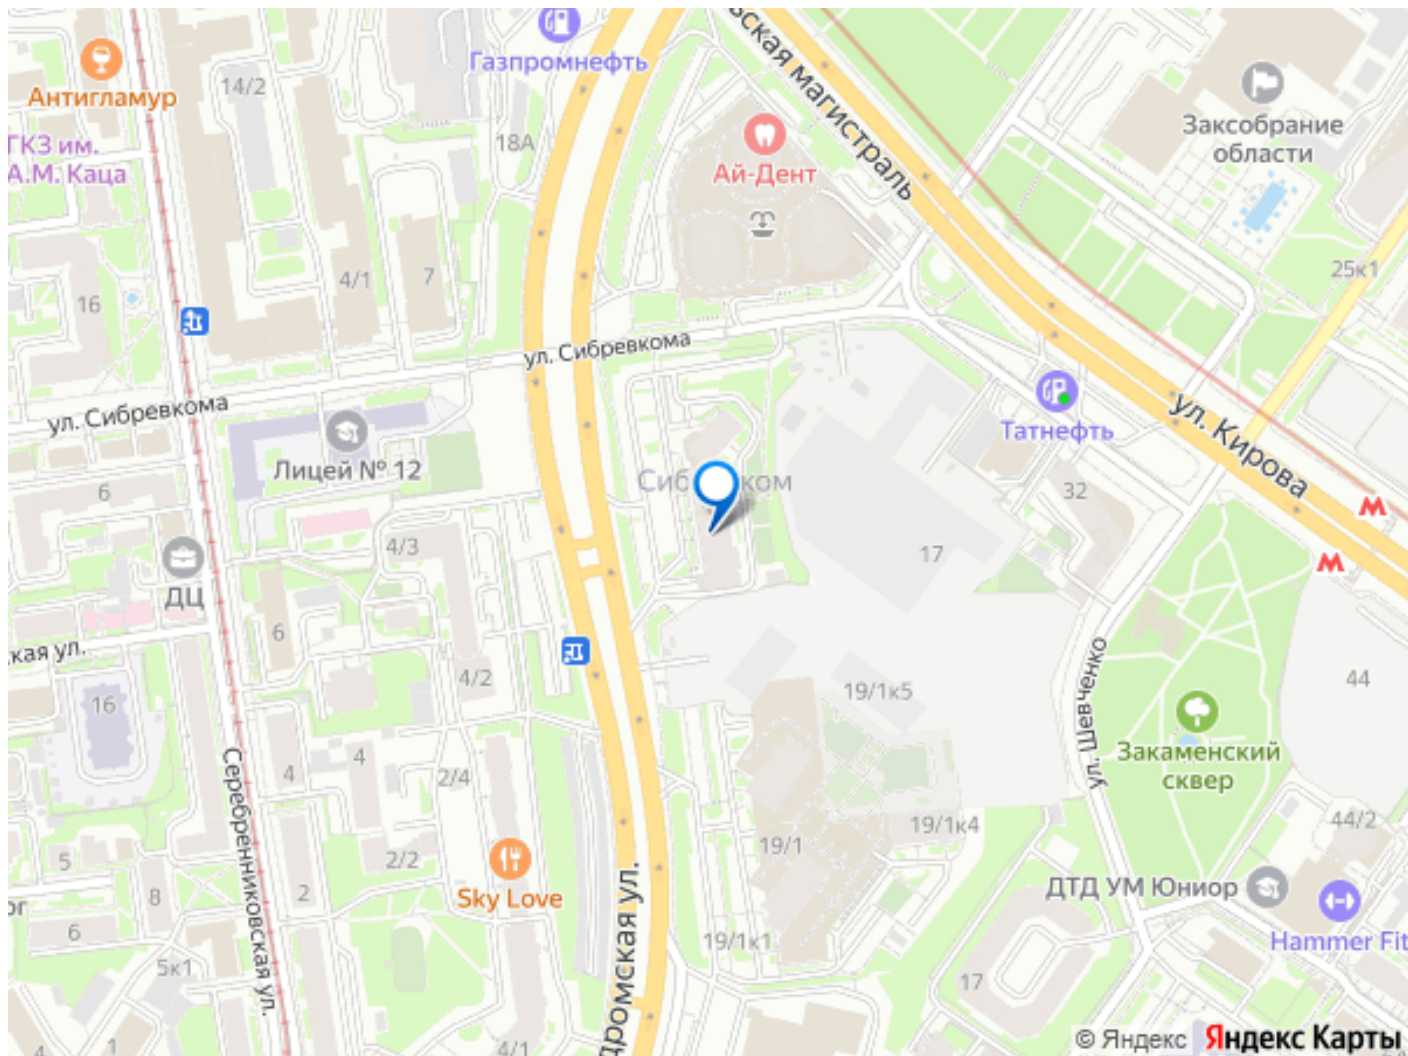 Газпромнефть
вская магистраль
Антигламур
14/2
18А
Ай-Дент
Заксобрание
области
ГКЗ им.
А.М. Каца
4/1
7
16
25к1
ул. Сибревкома
ул. Сибревкома
Лицей № 12
Татнефть
ул. Кирова
6
32
4/3
17
ДЦ
6
кая ул.
4/2
19/1к5
ул. Шевченко
44
16
Закаменский
сквер
4
4
2/4
Серебренниковская ул.
19/1к4
44/2
19/1
5
2/2
Sky Love
8
2
ДТД УМ Юниор
ог
6
19/1к1
Hammer Fit
5к1
дромская ул.
17
4
1
4/1
© Яндекс Яндекс Карты